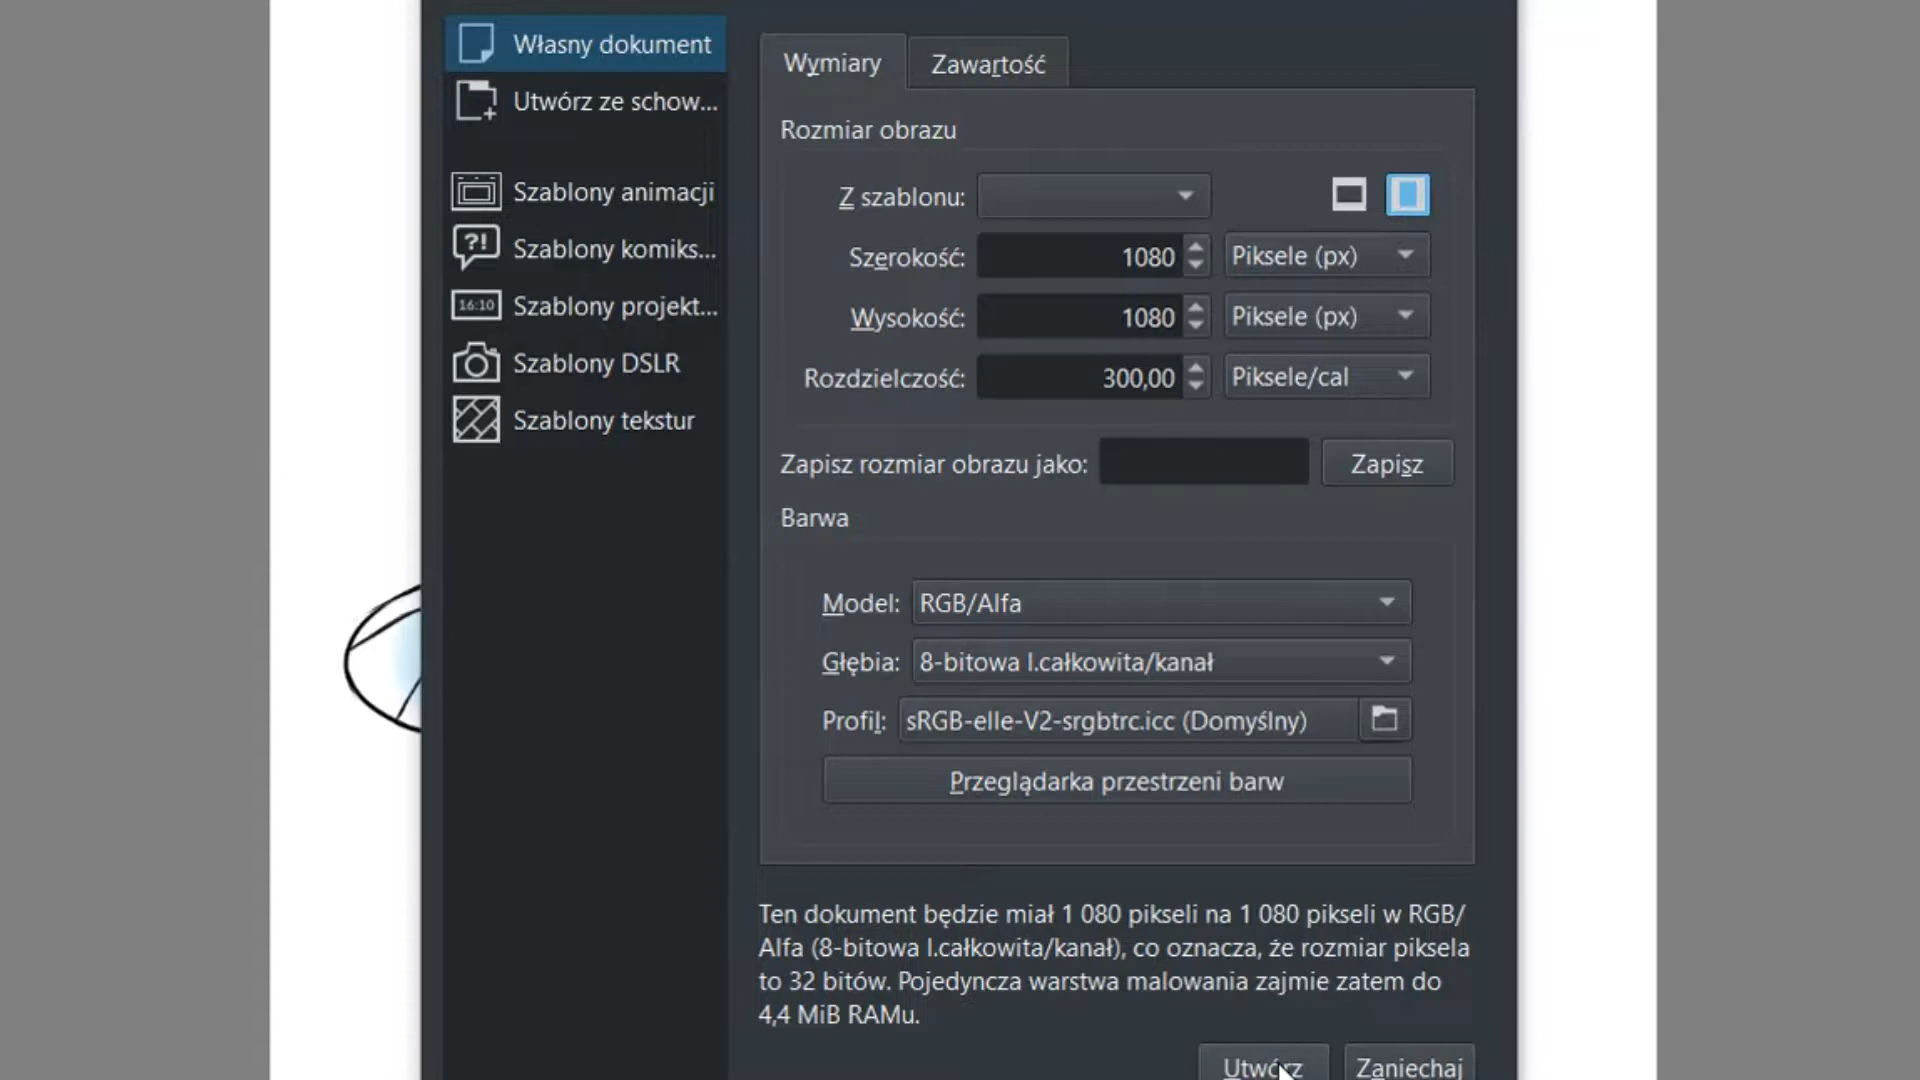 Własny dokument
Utwórz ze schow...
Szablony animacji
?!
Szablony komiks...
16:10
Szablony projekt...
Szablony DSLR
Szablony tekstur
Wymiary
Zawartość
Rozmiar obrazu
Z szablonu:
Szerokość: 1080 Piksele (px)
Wysokość: 1080 Piksele (px)
Rozdzielczość: 300,00 Piksele/cal
Zapisz rozmiar obrazu jako: Zapisz
Barwa
Model: RGB/Alfa
Głębia: 8-bitowa l.całkowita/kanał
Profil: sRGB-elle-V2-srgbtrc.icc (Domyślny)
Przeglądarka przestrzeni barw
Ten dokument będzie miał 1 080 pikseli na 1 080 pikseli w RGB/
Alfa (8-bitowa l.całkowita/kanał), co oznacza, że rozmiar piksela
to 32 bitów. Pojedyncza warstwa malowania zajmie zatem do
4,4 MiB RAMu.
Utwórz Zaniechaj